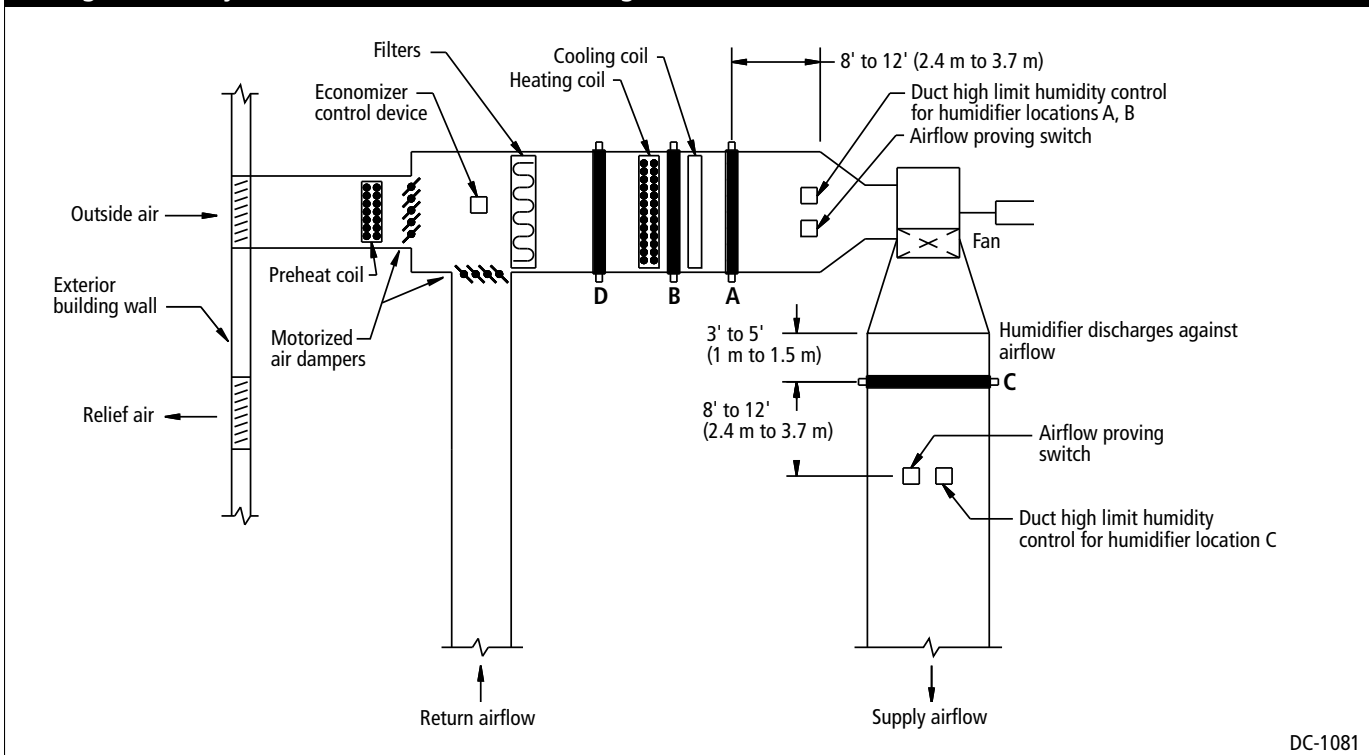 Filters
Cooling coil
Heating coil
8' to 12' (2.4 m to 3.7 m)
Economizer
control device
Duct high limit humidity control
for humidifier locations A, B
Airflow proving switch
Outside air
Preheat coil
Fan
Exterior
building wall
D
B
A
Motorized
air dampers
3' to 5'
(1 m to 1.5 m)
Humidifier discharges against
airflow
C
Relief air
8' to 12'
(2.4 m to 3.7 m)
Airflow proving
switch
Duct high limit humidity
control for humidifier location C
Return airflow
Supply airflow
DC-1081